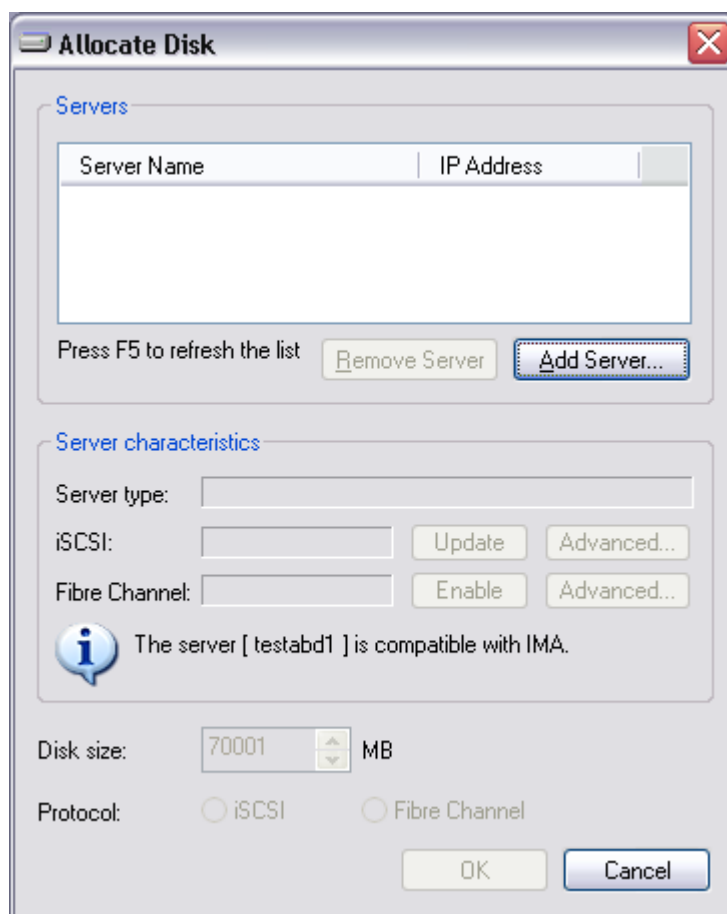 Allocate Disk
Servers
Server Name IP Address
Press F5 to refresh the list Remove Server Add Server...
Server characteristics
Server type:
iSCSI: Update Advanced...
Fibre Channel: Enable Advanced...
The server [ testabd1 ] is compatible with IMA.
Disk size: 70001 MB
Protocol: iSCSI Fibre Channel
OK Cancel